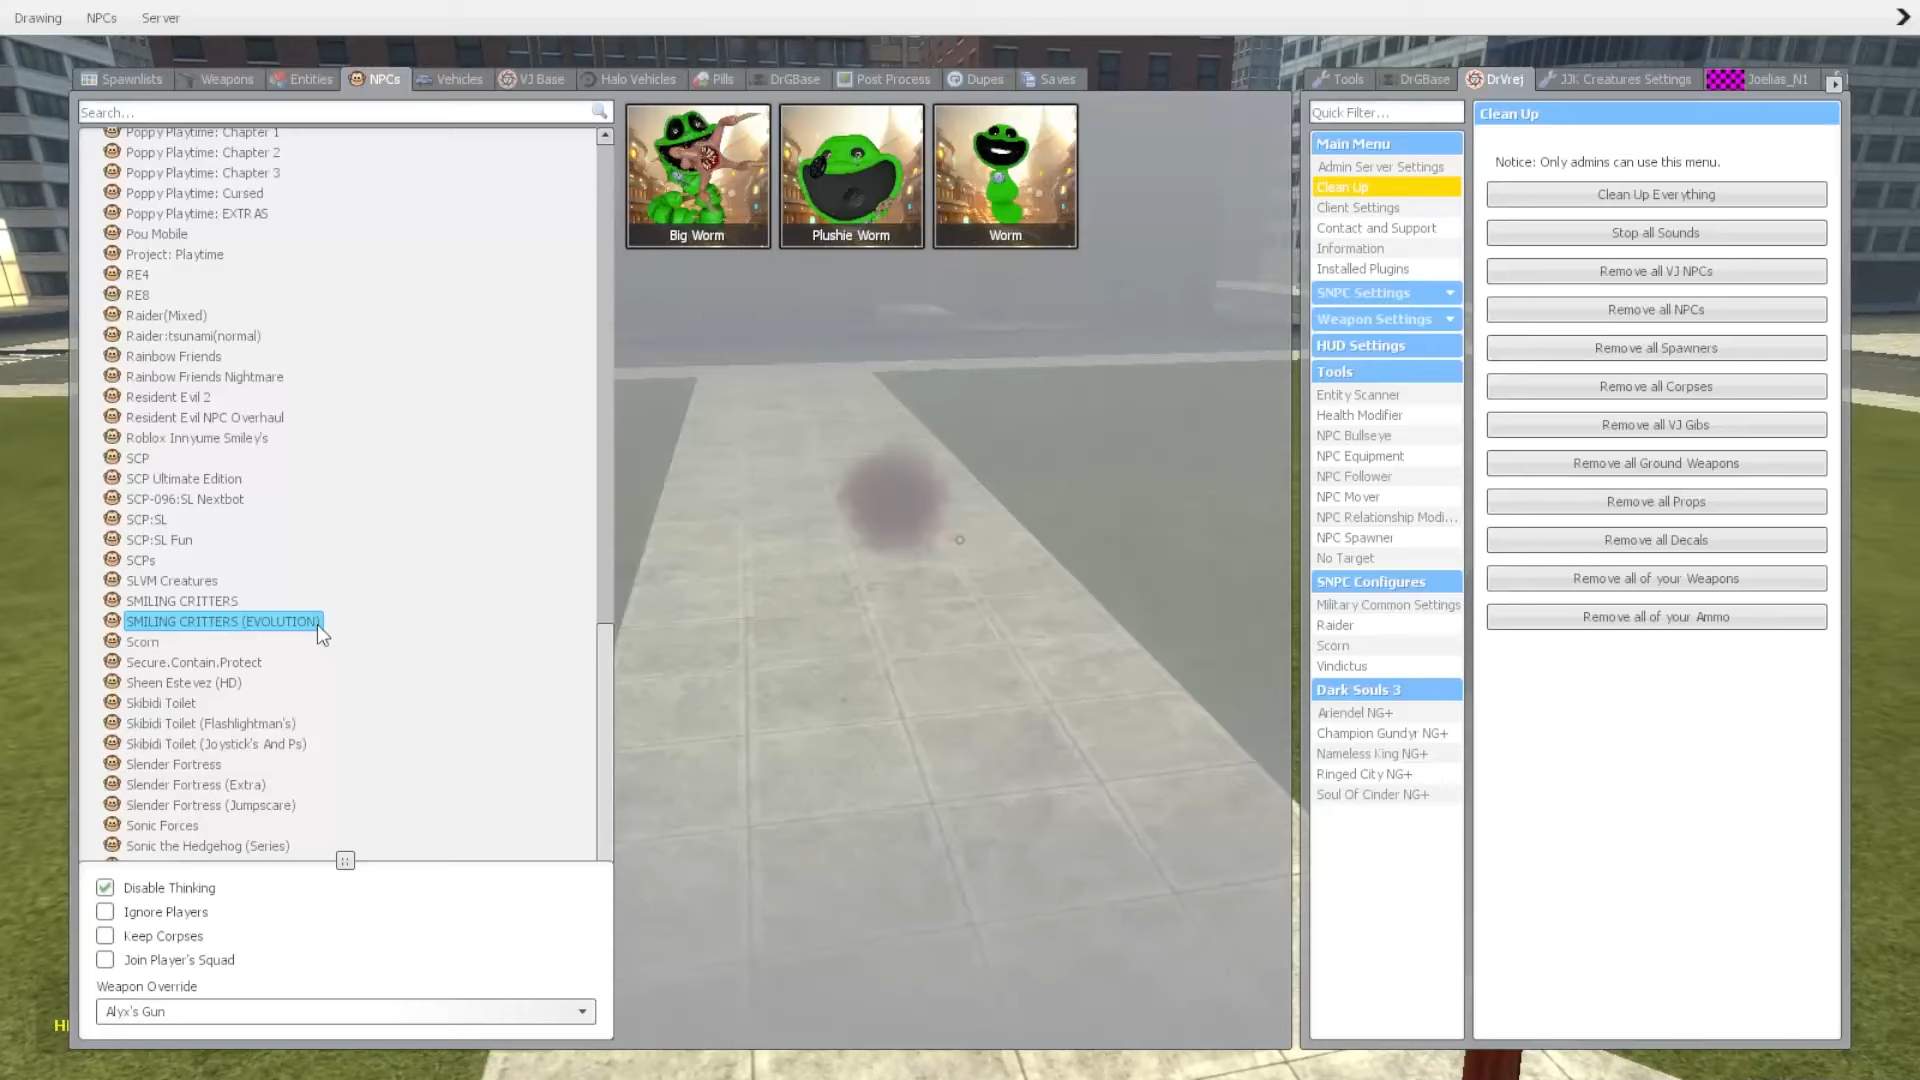 Drawing NPCs Server
Spawnlists Weapons Entities NPCs Vehicles VJ Base Halo Vehicles Pills DrGBase Post Process Dupes Saves
Search...
Poppy Playtime: Chapter 1
Poppy Playtime: Chapter 2
Poppy Playtime: Chapter 3
Poppy Playtime: Cursed
Poppy Playtime: EXTRAS
Pou Mobile
Project: Playtime
RE4
RE8
Raider(Mixed)
Raider:tsunami(normal)
Rainbow Friends
Rainbow Friends Nightmare
Resident Evil 2
Resident Evil NPC Overhaul
Roblox Innyume Smiley's
SCP
SCP Ultimate Edition
SCP-096:SL Nextbot
SCP:SL
SCP:SL Fun
SCPs
SLVM Creatures
SMILING CRITTERS
SMILING CRITTERS (EVOLUTION)
Scorn
Secure.Contain.Protect
Sheen Estevez (HD)
Skibidi Toilet
Skibidi Toilet (Flashlightman's)
Skibidi Toilet (Joystick's And Ps)
Slender Fortress
Slender Fortress (Extra)
Slender Fortress (Jumpscare)
Sonic Forces
Sonic the Hedgehog (Series)
Disable Thinking
Ignore Players
Keep Corpses
Join Player's Squad
Weapon Override
Alyx's Gun
Big Worm
Plushie Worm
Worm
Tools DrGBase DrVrej JJK Creatures Settings Joelias_N1
Quick Filter...
Main Menu
Admin Server Settings
Clean Up
Client Settings
Contact and Support
Information
Installed Plugins
SNPC Settings
Weapon Settings
HUD Settings
Tools
Entity Scanner
Health Modifier
NPC Bullseye
NPC Equipment
NPC Follower
NPC Mover
NPC Relationship Modi...
NPC Spawner
No Target
SNPC Configures
Military Common Settings
Raider
Scorn
Vindictus
Dark Souls 3
Ariendel NG+
Champion Gundyr NG+
Nameless King NG+
Ringed City NG+
Soul Of Cinder NG+
Clean Up
Notice: Only admins can use this menu.
Clean Up Everything
Stop all Sounds
Remove all VJ NPCs
Remove all NPCs
Remove all Spawners
Remove all Corpses
Remove all VJ Gibs
Remove all Ground Weapons
Remove all Props
Remove all Decals
Remove all of your Weapons
Remove all of your Ammo